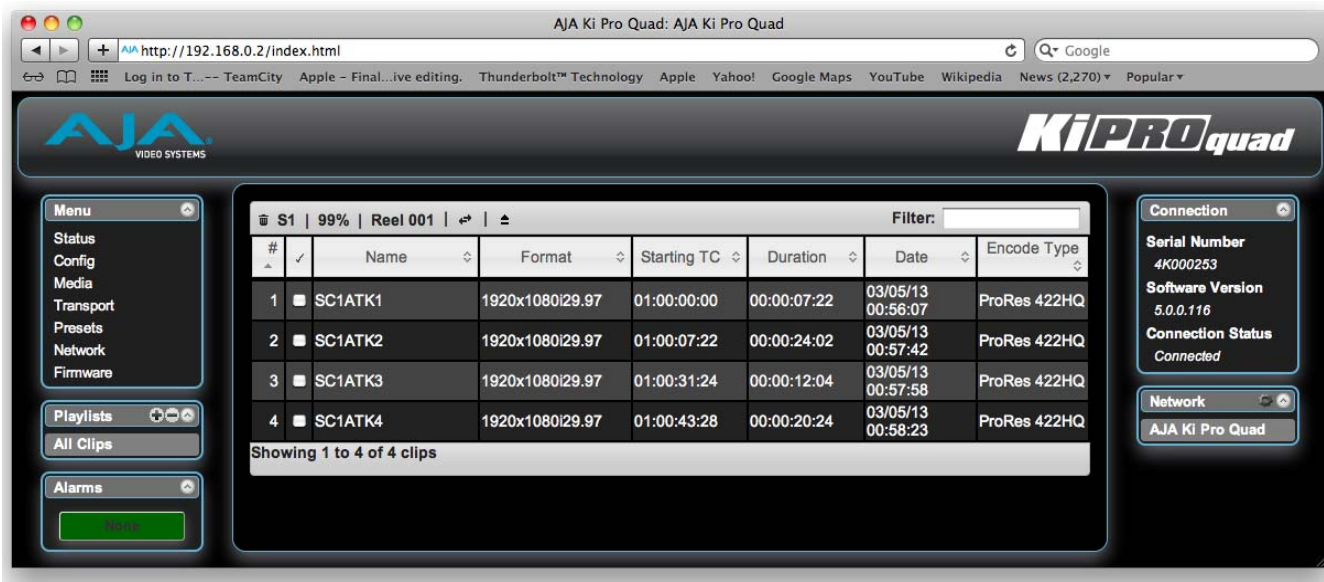 AJA Ki Pro Quad: AJA Ki Pro Quad
AJA http://192.168.0.2/index.html
Google
Log in to T...-- TeamCity Apple – Final...ive editing. Thunderbolt™ Technology Apple Yahoo! Google Maps YouTube Wikipedia News (2,270) Popular
AJA
VIDEO SYSTEMS
KiPRO quad
Menu
Status
Config
Media
Transport
Presets
Network
Firmware
Playlists
All Clips
Alarms
None
S1 | 99% | Reel 001 | |
Filter:
# ✓ Name Format Starting TC Duration Date Encode Type
1 SC1ATK1 1920x1080i29.97 01:00:00:00 00:00:07:22 03/05/13 00:56:07 ProRes 422HQ
2 SC1ATK2 1920x1080i29.97 01:00:07:22 00:00:24:02 03/05/13 00:57:42 ProRes 422HQ
3 SC1ATK3 1920x1080i29.97 01:00:31:24 00:00:12:04 03/05/13 00:57:58 ProRes 422HQ
4 SC1ATK4 1920x1080i29.97 01:00:43:28 00:00:20:24 03/05/13 00:58:23 ProRes 422HQ
Showing 1 to 4 of 4 clips
Connection
Serial Number
4K000253
Software Version
5.0.0.116
Connection Status
Connected
Network
AJA Ki Pro Quad